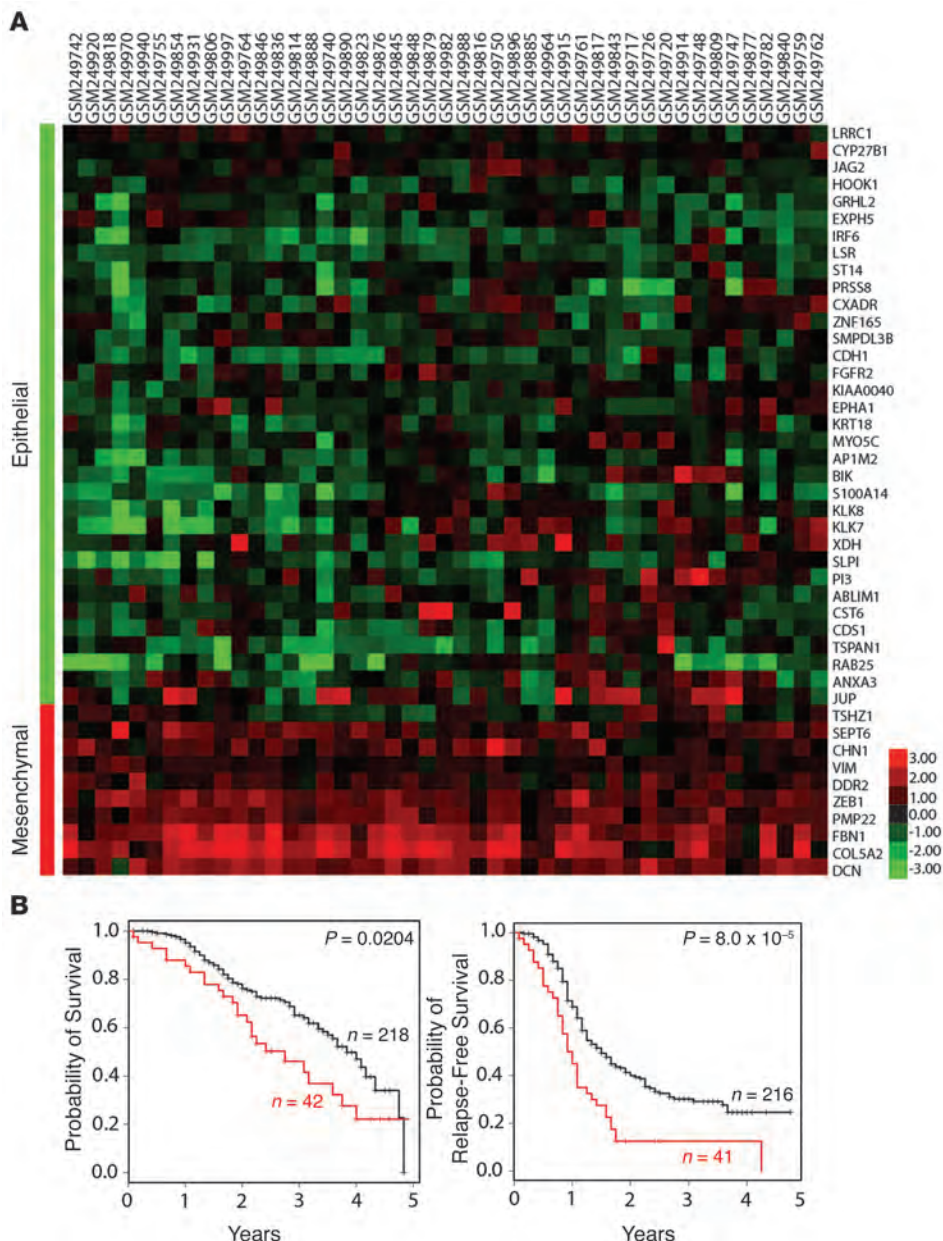 A
GSM249742
GSM249920
GSM249818
GSM249970
GSM249940
GSM249755
GSM249854
GSM249931
GSM249806
GSM249997
GSM249764
GSM249846
GSM249836
GSM249814
GSM249888
GSM249740
GSM249890
GSM249823
GSM249876
GSM249845
GSM249848
GSM249879
GSM249982
GSM249988
GSM249816
GSM249750
GSM249896
GSM249885
GSM249964
GSM249915
GSM249761
GSM249817
GSM249843
GSM249717
GSM249726
GSM249720
GSM249914
GSM249748
GSM249809
GSM249747
GSM249877
GSM249782
GSM249840
GSM249759
GSM249762
Epithelial
Mesenchymal
LRRC1
CYP27B1
JAG2
HOOK1
GRHL2
EXPH5
IRF6
LSR
ST14
PRSS8
CXADR
ZNF165
SMPDL3B
CDH1
FGFR2
KIAA0040
EPHA1
KRT18
MYO5C
AP1M2
BIK
S100A14
KLK8
KLK7
XDH
SLPI
PI3
ABLIM1
CST6
CDS1
TSPAN1
RAB25
ANXA3
JUP
TSHZ1
SEPT6
CHN1
VIM
DDR2
ZEB1
PMP22
FBN1
COL5A2
DCN
3.00
2.00
1.00
0.00
-1.00
-2.00
-3.00
B
Probability of Survival
1.0
0.8
0.6
0.4
0.2
0.0
P = 0.0204
n = 218
n = 42
0 1 2 3 4 5
Years
Probability of
Relapse-Free Survival
1.0
0.8
0.6
0.4
0.2
0.0
P = 8.0 x 10⁻⁵
n = 216
n = 41
0 1 2 3 4 5
Years